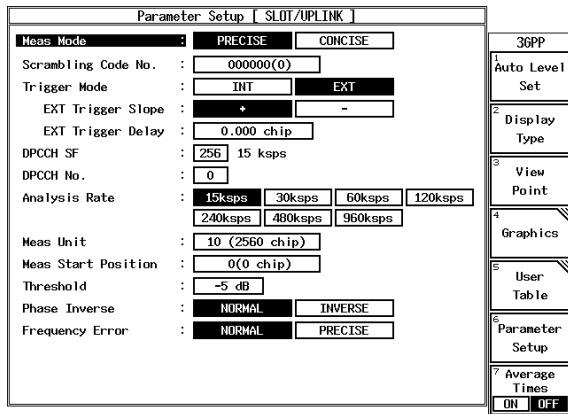 Parameter Setup [ SLOT/UPLINK ]
Meas Mode : PRECISE CONCISE
Scrambling Code No. : 000000(0)
Trigger Mode : INT EXT
EXT Trigger Slope : + -
EXT Trigger Delay : 0.000 chip
DPCCH SF : 256 15 ksps
DPCCH No. : 0
Analysis Rate : 15ksps 30ksps 60ksps 120ksps
240ksps 480ksps 960ksps
Meas Unit : 10 (2560 chip)
Meas Start Position : 0(0 chip)
Threshold : -5 dB
Phase Inverse : NORMAL INVERSE
Frequency Error : NORMAL PRECISE
3GPP
1 Auto Level
Set
2 Display
Type
3 View
Point
4 Graphics
5 User
Table
6 Parameter
Setup
7 Average
Times
ON OFF